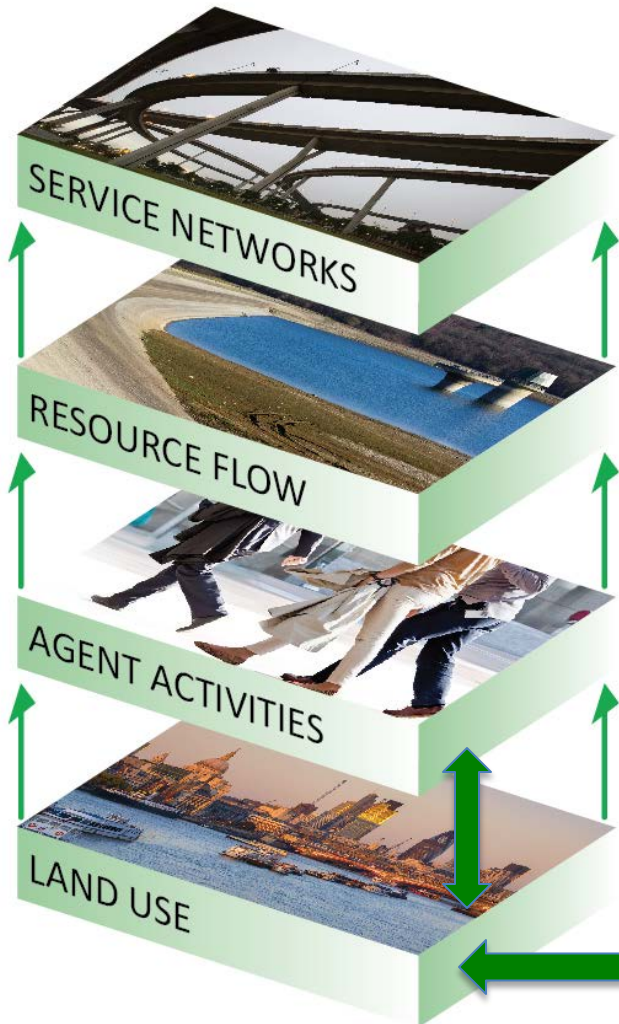 SERVICE NETWORKS
RESOURCE FLOW
AGENT ACTIVITIES
LAND USE